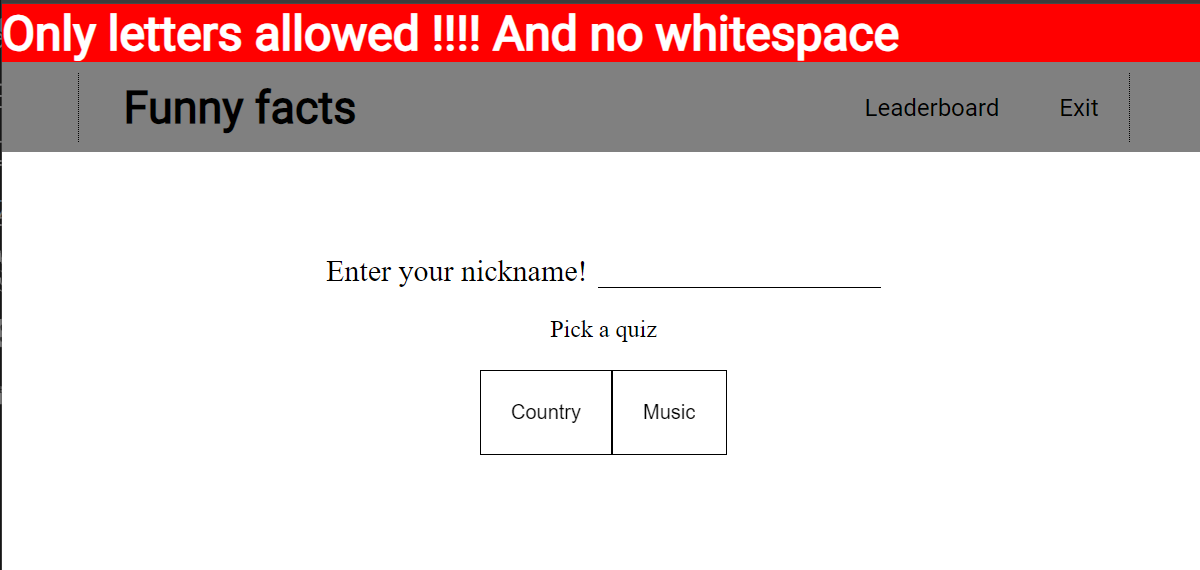 Only letters allowed !!!! And no whitespace
Funny facts Leaderboard Exit
Enter your nickname!
Pick a quiz
Country Music